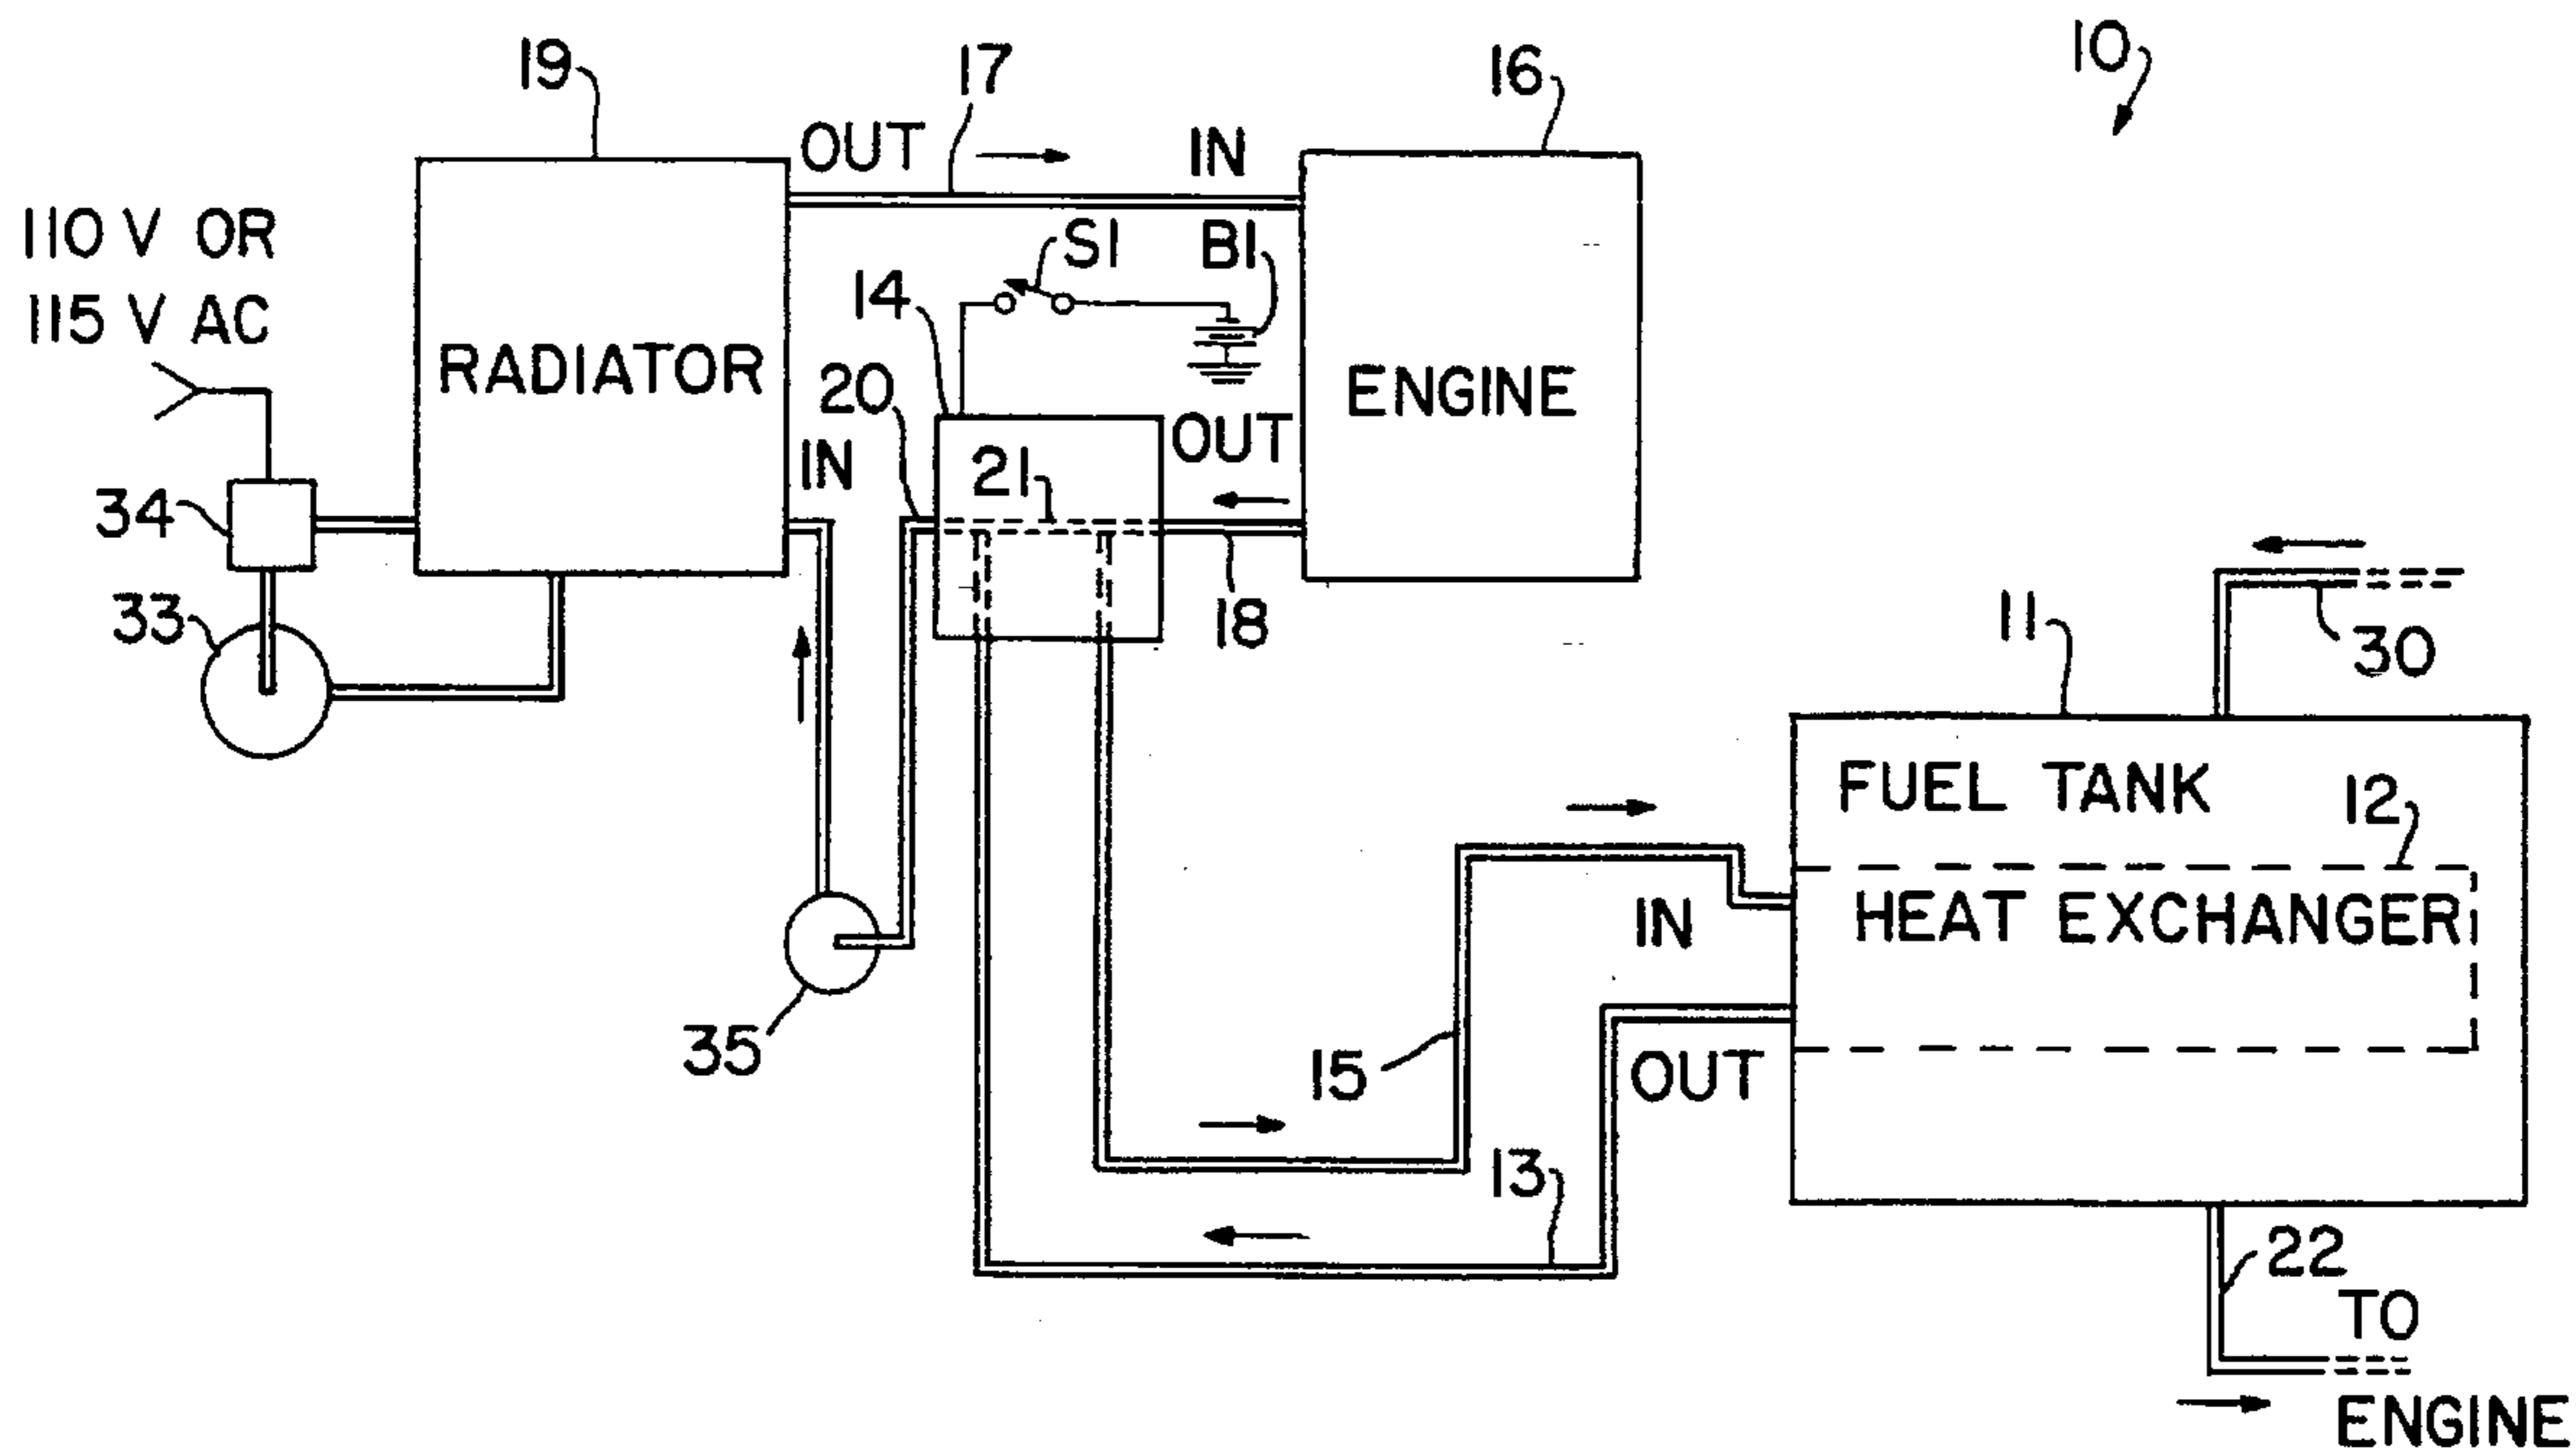 10
19
17
16
OUT
IN
110 V OR
115 V AC
S1
B1
14
RADIATOR
ENGINE
20
OUT
IN
21
34
18
33
11
30
FUEL TANK
12
HEAT EXCHANGER
IN
35
15
OUT
13
22
TO
ENGINE